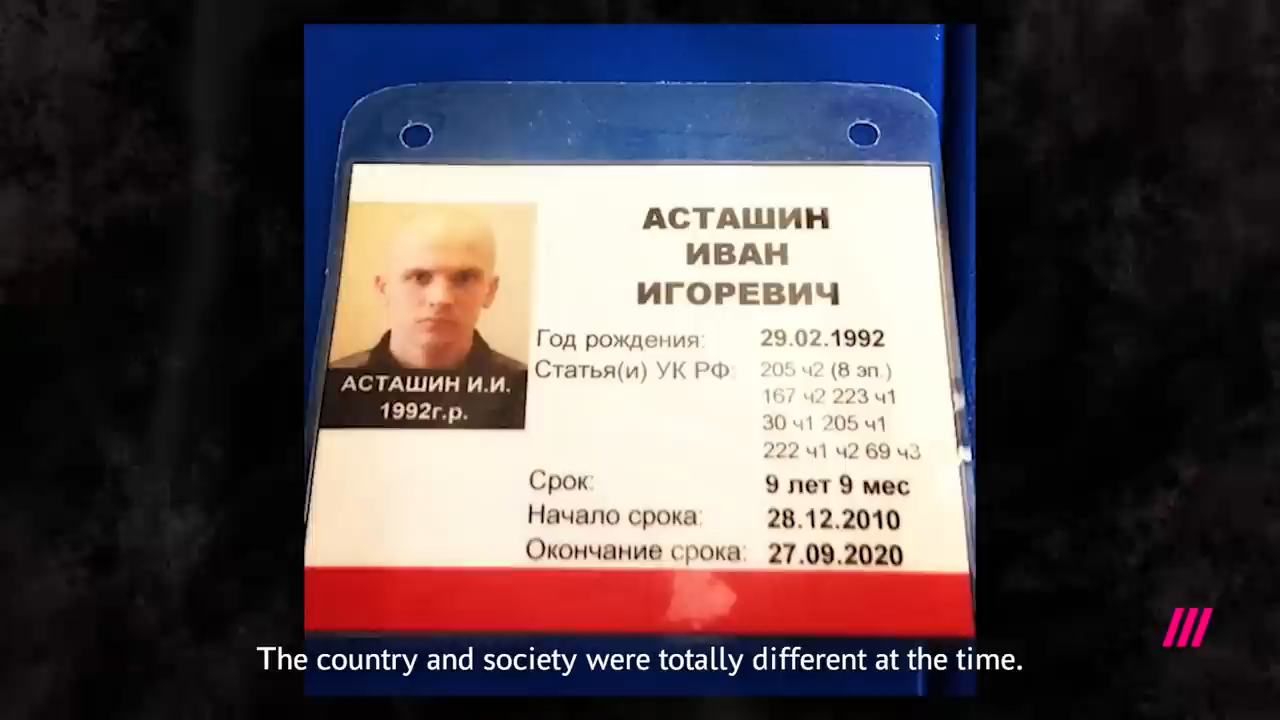 АСТАШИН
ИВАН
ИГОРЕВИЧ
АСТАШИН И.И.
1992г.р.
Год рождения: 29.02.1992
Статья(и) УК РФ: 205 ч2 (8 эп.)
167 ч2 223 ч1
30 ч1 205 ч1
222 ч1 ч2 69 ч3
Срок: 9 лет 9 мес
Начало срока: 28.12.2010
Окончание срока: 27.09.2020
The country and society were totally different at the time.